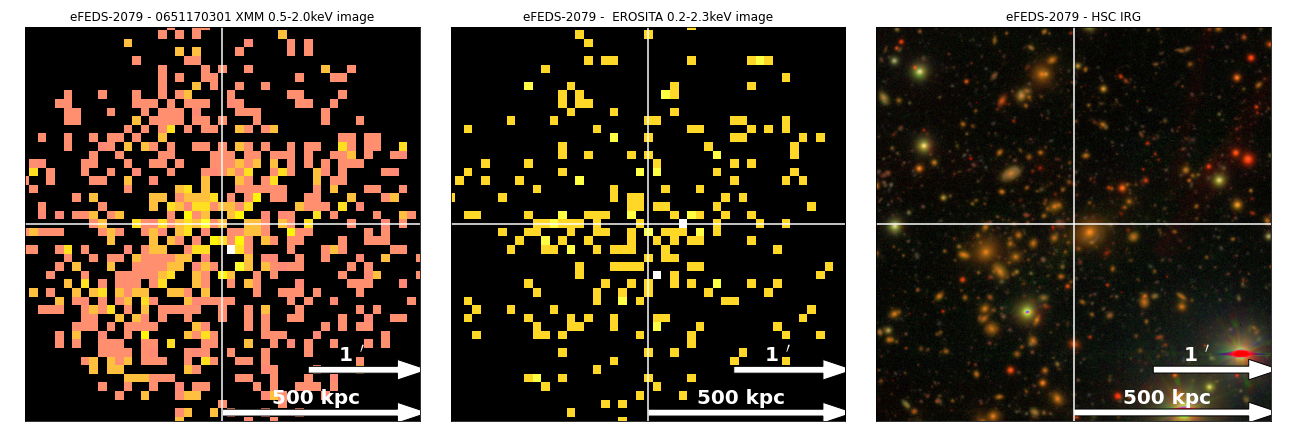 eFEDS-2079 - 0651170301 XMM 0.5-2.0keV image
eFEDS-2079 -  EROSITA 0.2-2.3keV image
eFEDS-2079 - HSC IRG
1 ′
500 kpc
1 ′
500 kpc
1 ′
500 kpc